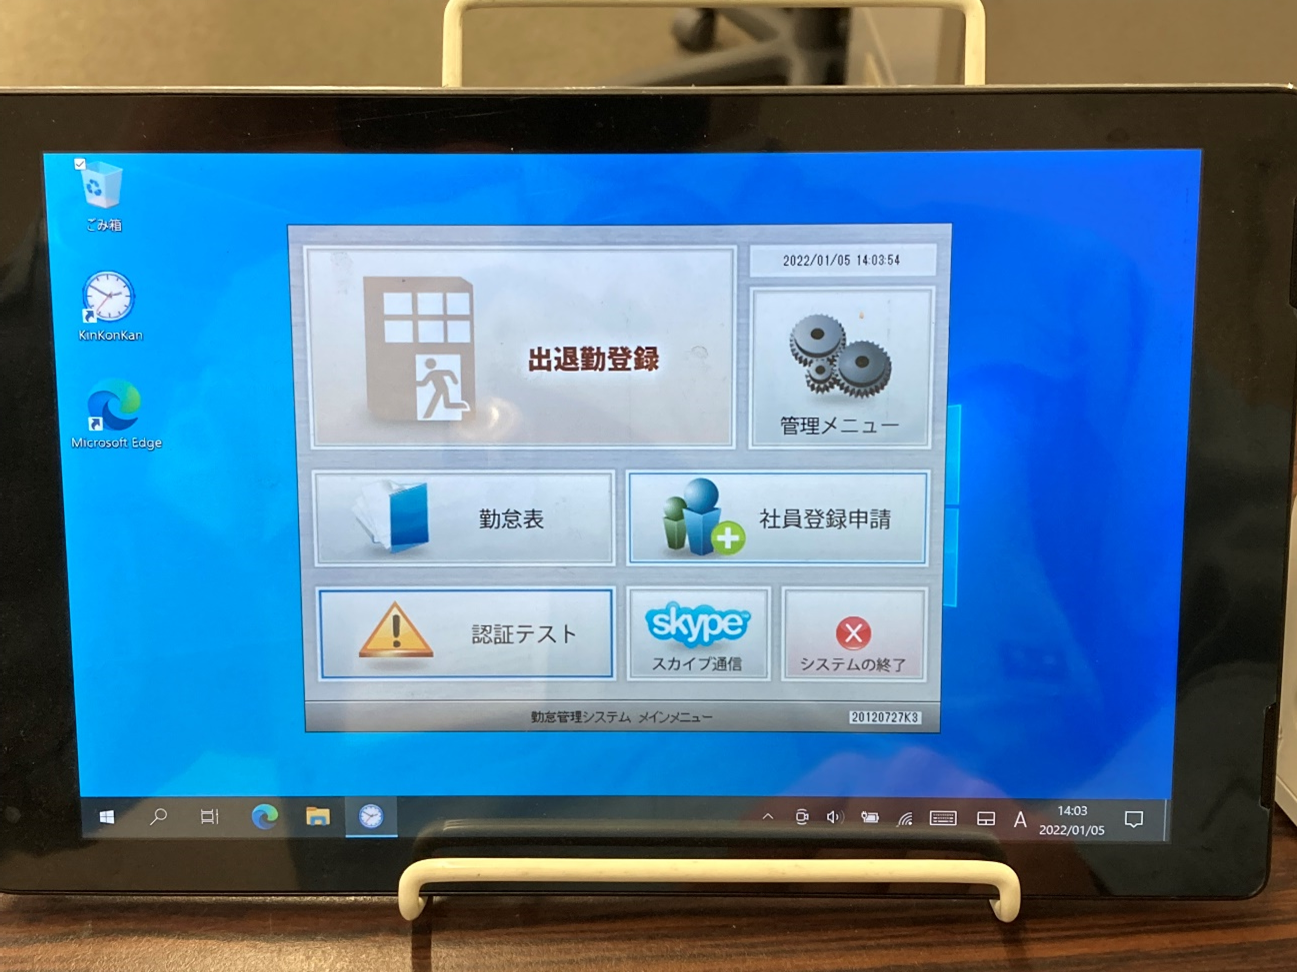 ごみ箱
KinKonKan
Microsoft Edge
出退勤登録
2022/01/05 14:03:54
管理メニュー
勤怠表
社員登録申請
認証テスト
skype
スカイプ通信
システムの終了
勤怠管理システム メインメニュー
20120727K3
A
14:03
2022/01/05